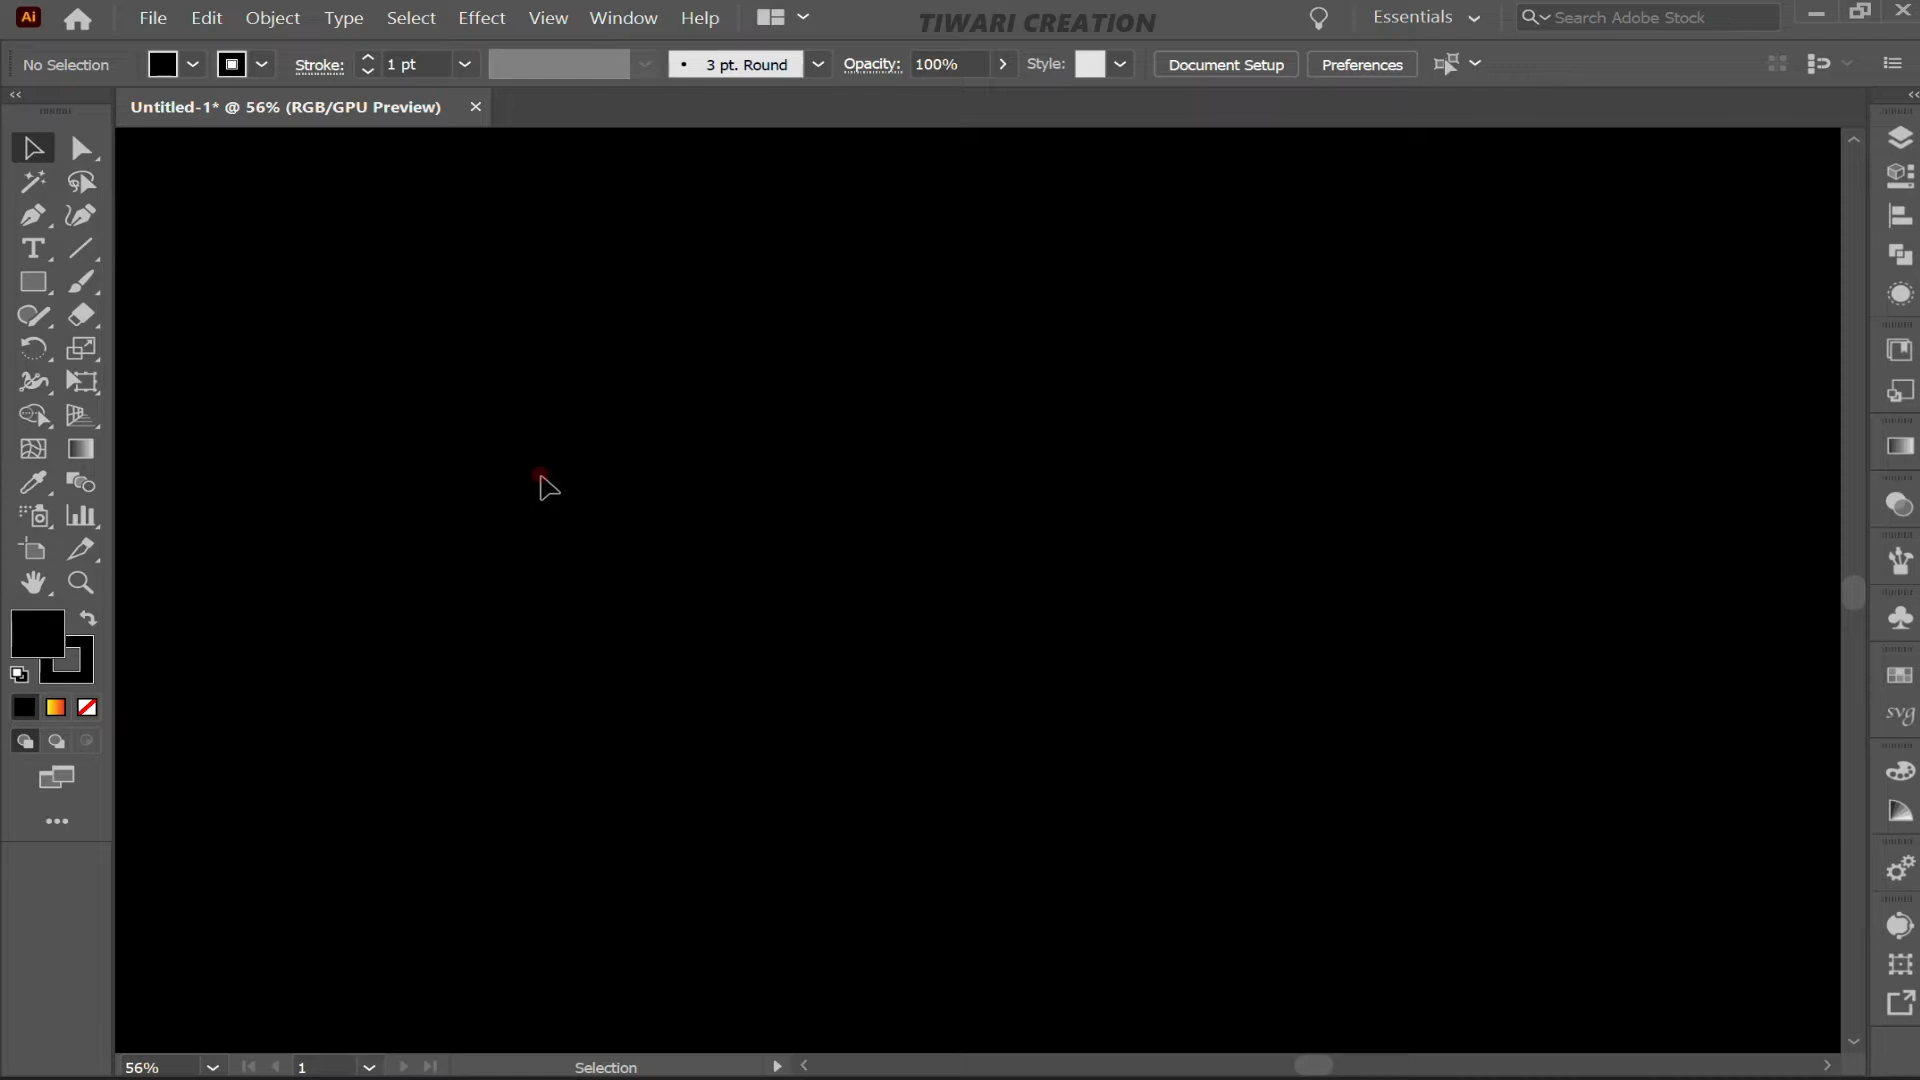 Ai
File Edit Object Type Select Effect View Window Help
TIWARI CREATION
Essentials
Search Adobe Stock
No Selection
Stroke:
1 pt
3 pt. Round
Opacity:
100%
Style:
Document Setup
Preferences
Untitled-1* @ 56% (RGB/GPU Preview)
T
svg
56%
1
Selection